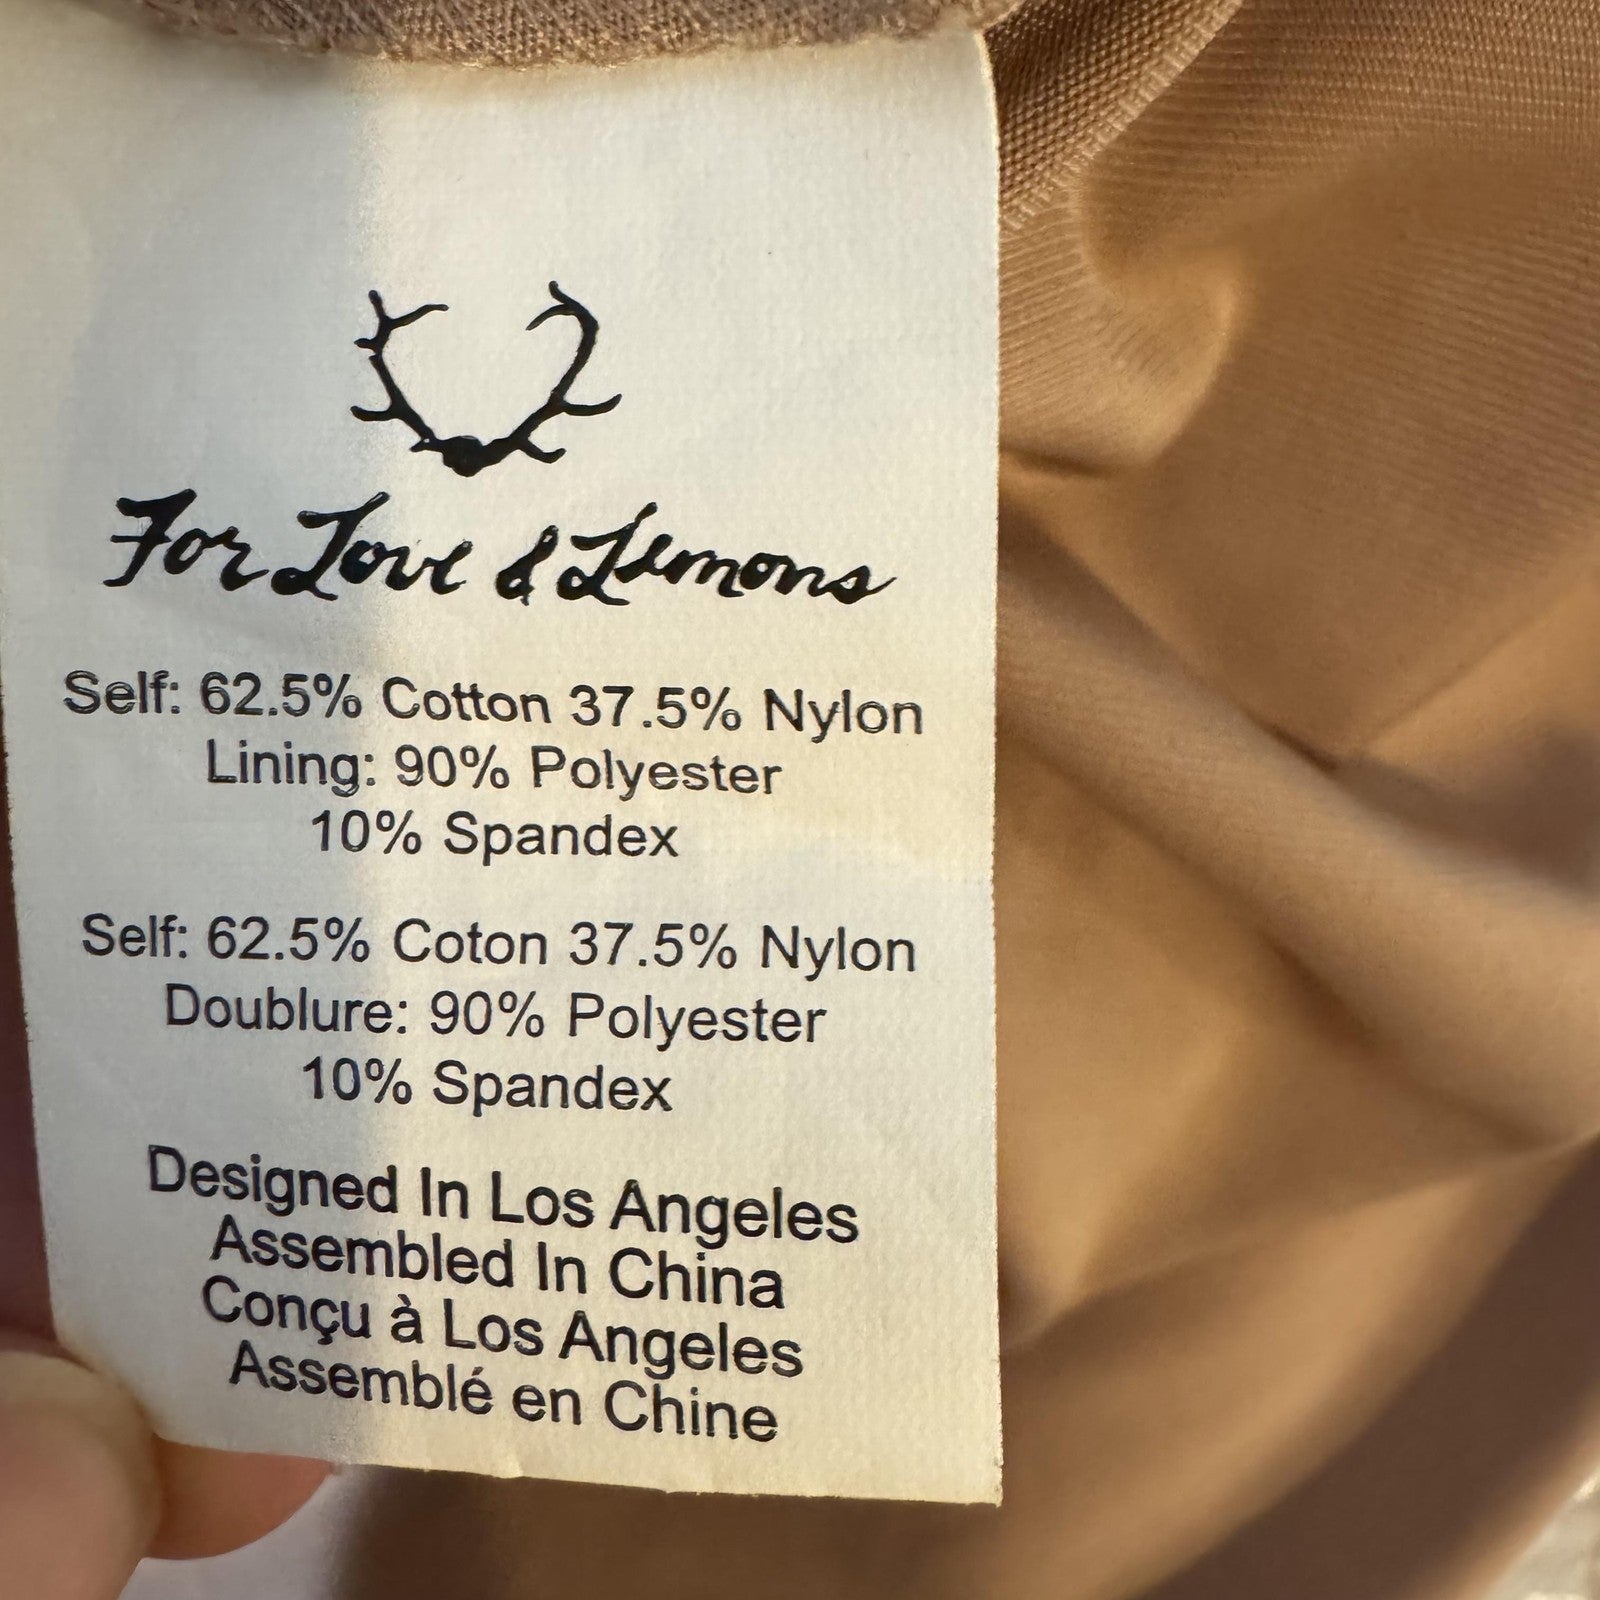 For Love & Lemons
Self: 62.5% Cotton 37.5% Nylon
Lining: 90% Polyester
10% Spandex
Self: 62.5% Coton 37.5% Nylon
Doublure: 90% Polyester
10% Spandex
Designed In Los Angeles
Assembled In China
Conçu à Los Angeles
Assemblé en Chine